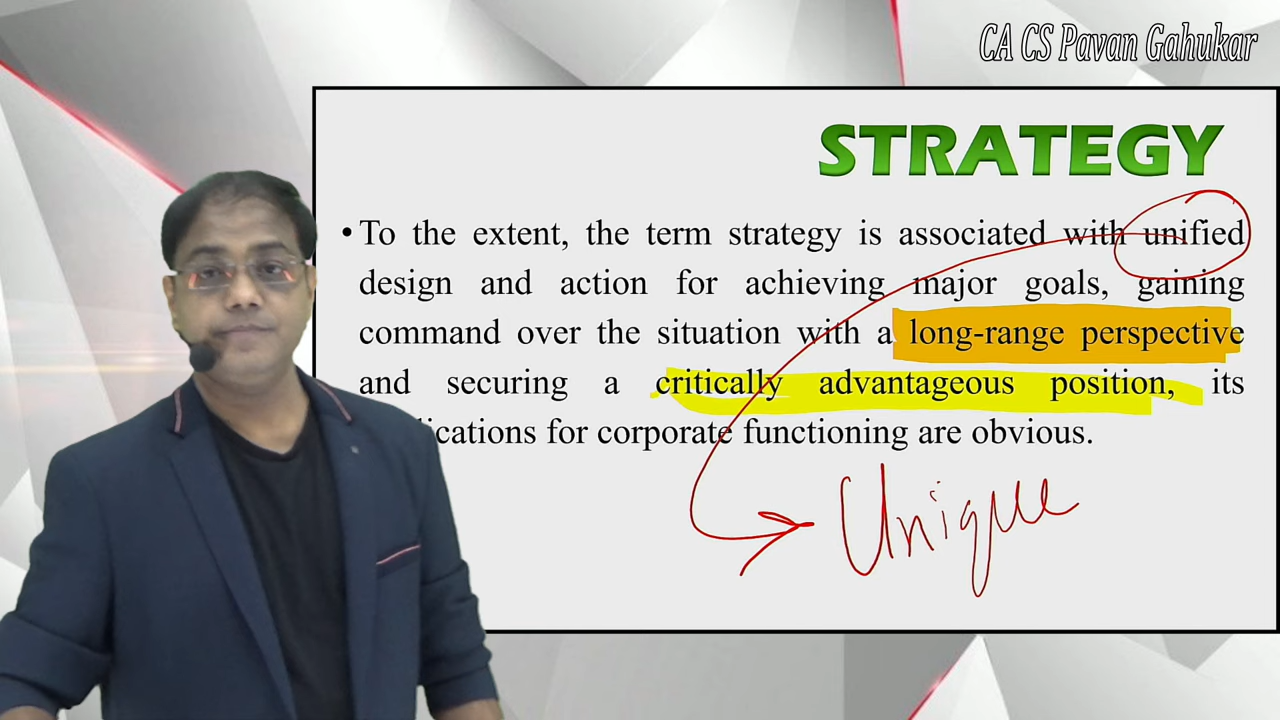 CA CS Pavan Gahukar
STRATEGY
• To the extent, the term strategy is associated with unified
design and action for achieving major goals, gaining
command over the situation with a long-range perspective
and securing a critically advantageous position, its
lications for corporate functioning are obvious.
Unique